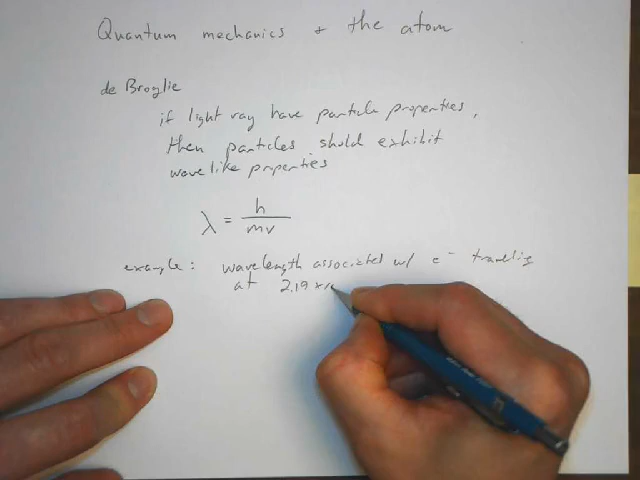 Quantum mechanics + the atom
de Broglie
if light ray have particle properties,
then particles should exhibit
wave like properties
λ = h
mv
example: wavelength associated w/ e⁻ traveling
at 2.19 x